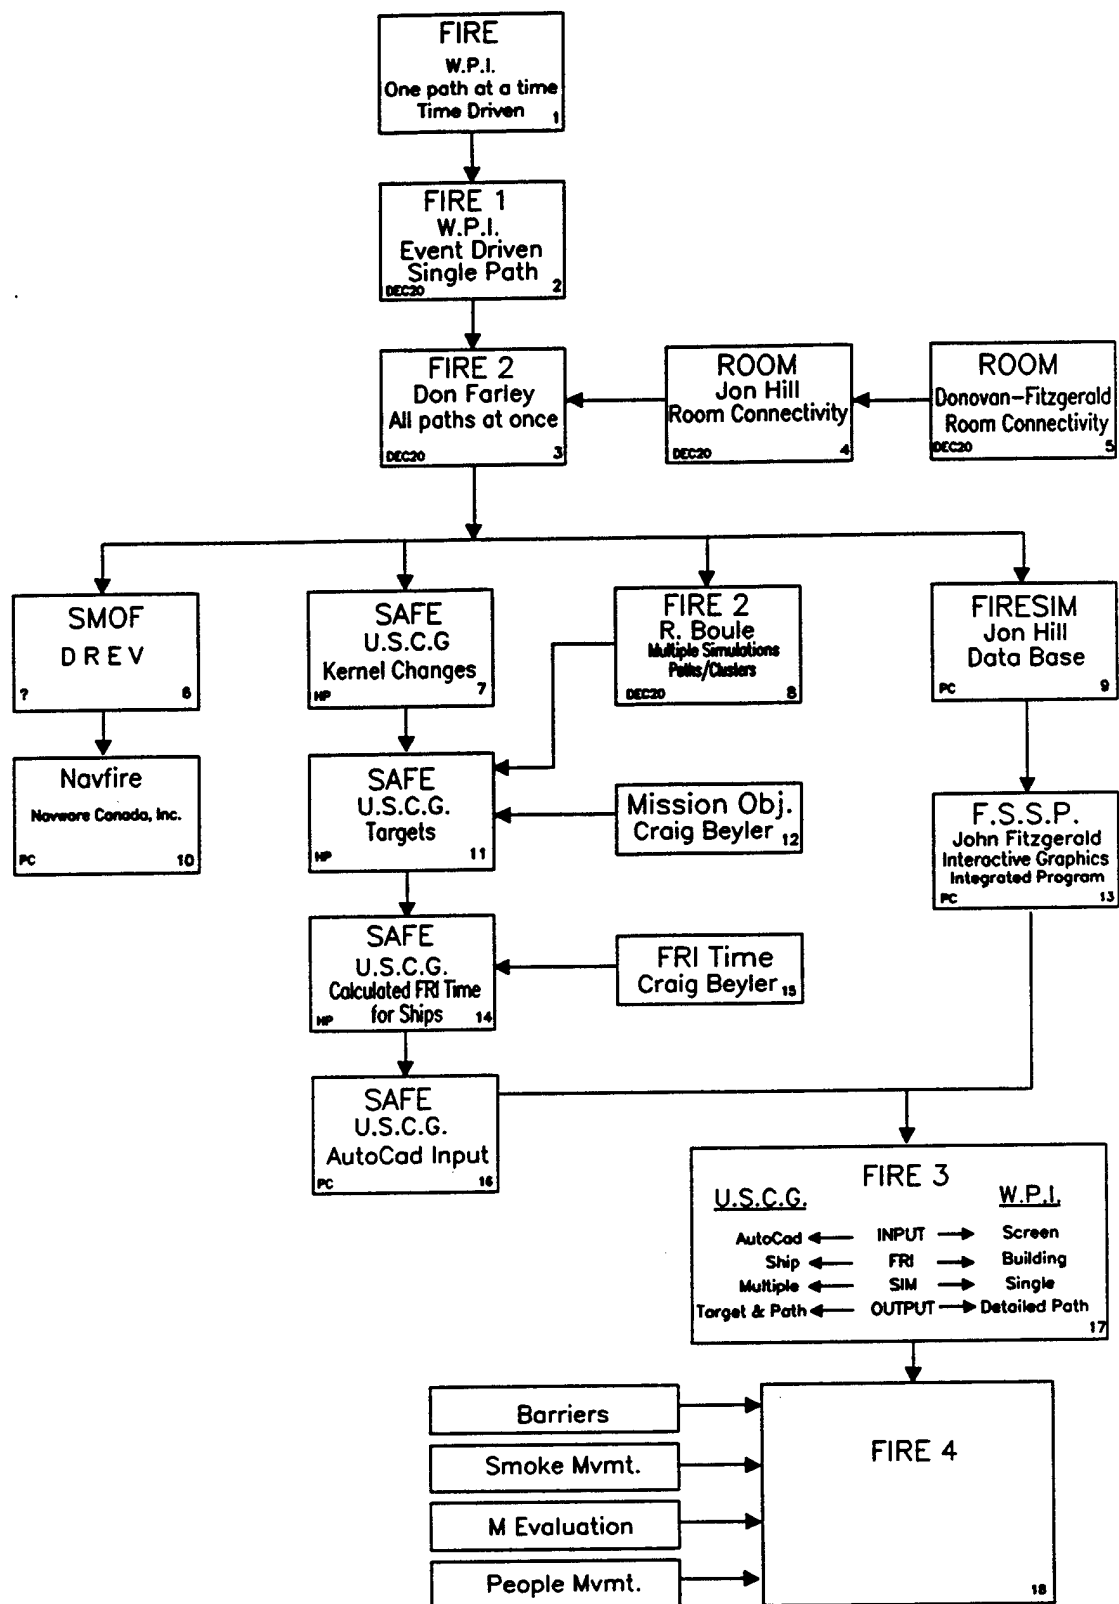 FIRE
W.P.I.
One path at a time
Time Driven
1
FIRE 1
W.P.I.
Event Driven
Single Path
DEC20 2
FIRE 2
Don Farley
All paths at once
DEC20 3
ROOM
Jon Hill
Room Connectivity
DEC20 4
ROOM
Donovan-Fitzgerald
Room Connectivity
DEC20 5
SMOF
DREV
? 6
SAFE
U.S.C.G
Kernel Changes
HP 7
FIRE 2
R. Boule
Multiple Simulations
Paths/Clusters
DEC20 8
FIRESIM
Jon Hill
Data Base
PC 9
Navfire
Navware Canada, Inc.
PC 10
SAFE
U.S.C.G.
Targets
HP 11
Mission Obj.
Craig Beyler 12
F.S.S.P.
John Fitzgerald
Interactive Graphics
Integrated Program
PC 13
SAFE
U.S.C.G.
Calculated FRI Time
for Ships
HP 14
FRI Time
Craig Beyler 15
SAFE
U.S.C.G.
AutoCad Input
PC 16
FIRE 3
U.S.C.G. W.P.I.
AutoCad INPUT Screen
Ship FRI Building
Multiple SIM Single
Target & Path OUTPUT Detailed Path
17
Barriers
Smoke Mvmt.
M Evaluation
People Mvmt.
FIRE 4
18